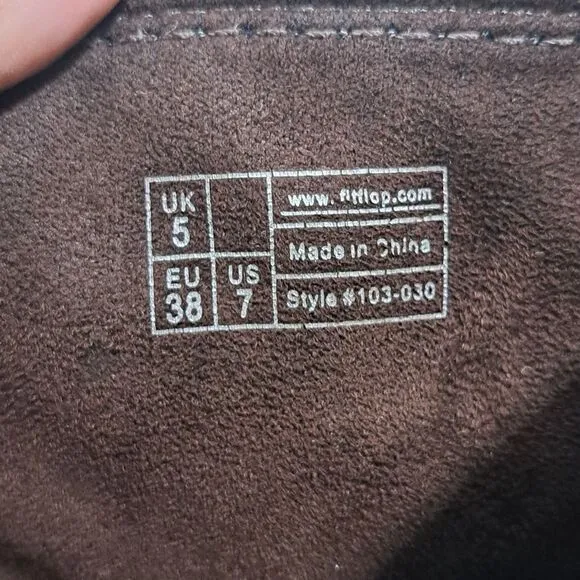 UK
5
EU
38
US
7
www. fitflop.com
Made in China
Style #103-030